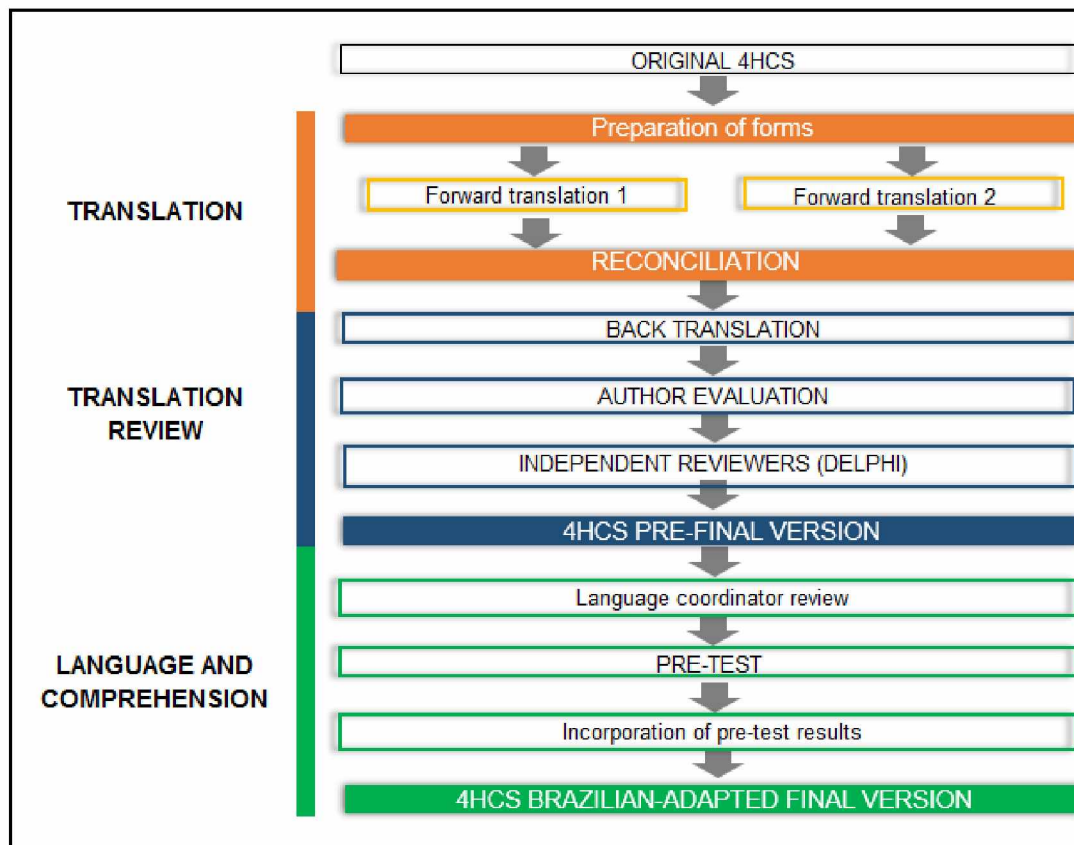 ORIGINAL 4HCS
Preparation of forms
Forward translation 1
Forward translation 2
TRANSLATION
RECONCILIATION
BACK TRANSLATION
TRANSLATION
REVIEW
AUTHOR EVALUATION
INDEPENDENT REVIEWERS (DELPHI)
4HCS PRE-FINAL VERSION
Language coordinator review
LANGUAGE AND
COMPREHENSION
PRE-TEST
Incorporation of pre-test results
4HCS BRAZILIAN-ADAPTED FINAL VERSION